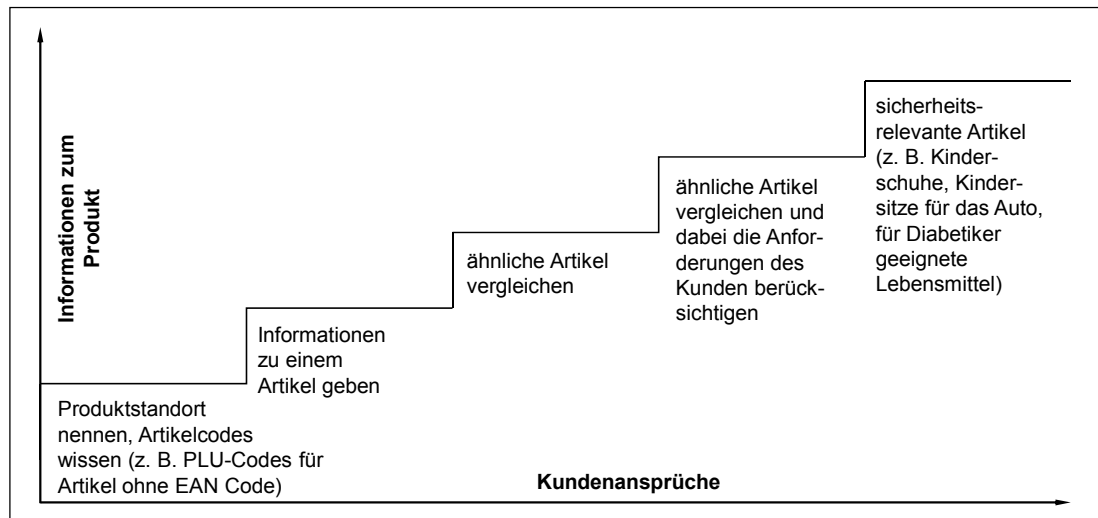 Informationen zum
Produkt
Produktstandort
nennen, Artikelcodes
wissen (z. B. PLU-Codes für
Artikel ohne EAN Code)
Informationen
zu einem
Artikel geben
ähnliche Artikel
vergleichen
ähnliche Artikel
vergleichen und
dabei die Anfor-
derungen des
Kunden berück-
sichtigen
sicherheits-
relevante Artikel
(z. B. Kinder-
schuhe, Kinder-
sitze für das Auto,
für Diabetiker
geeignete
Lebensmittel)
Kundenansprüche